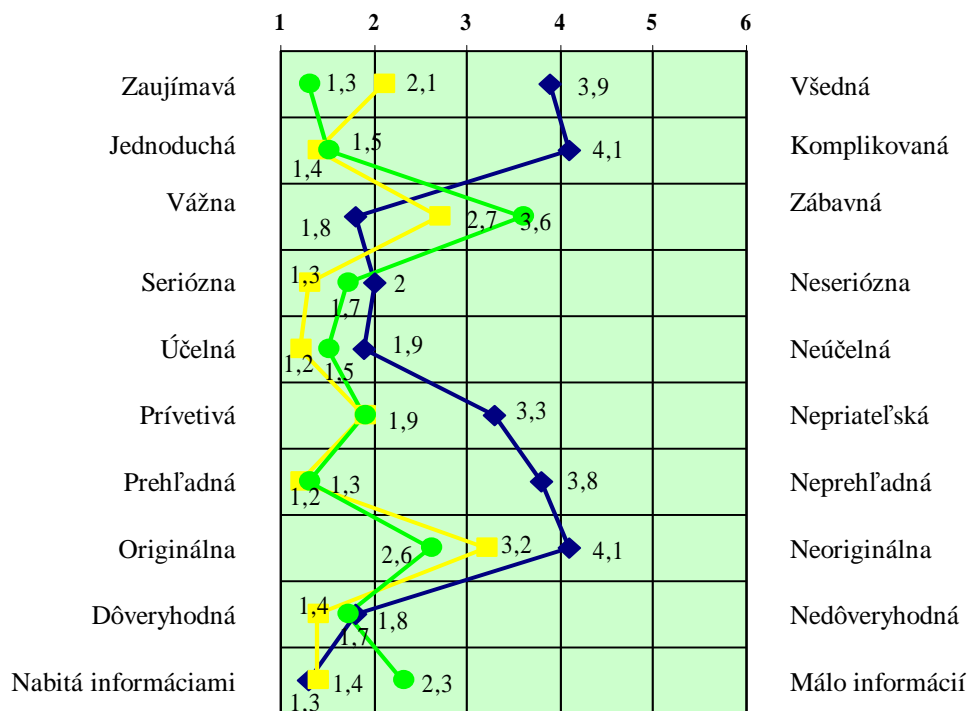 1 2 3 4 5 6
Zaujímavá 1,3 2,1 3,9 Všedná
Jednoduchá 1,4 1,5 4,1 Komplikovaná
Vážna 1,8 2,7 3,6 Zábavná
Seriózna 1,3 1,7 2 Neseriózna
Účelná 1,2 1,5 1,9 Neúčelná
Prívetivá 1,9 3,3 Nepriateľská
Prehľadná 1,2 1,3 3,8 Neprehľadná
Originálna 2,6 3,2 4,1 Neoriginálna
Dôveryhodná 1,4 1,7 1,8 Nedôveryhodná
Nabitá informáciami 1,3 1,4 2,3 Málo informácií